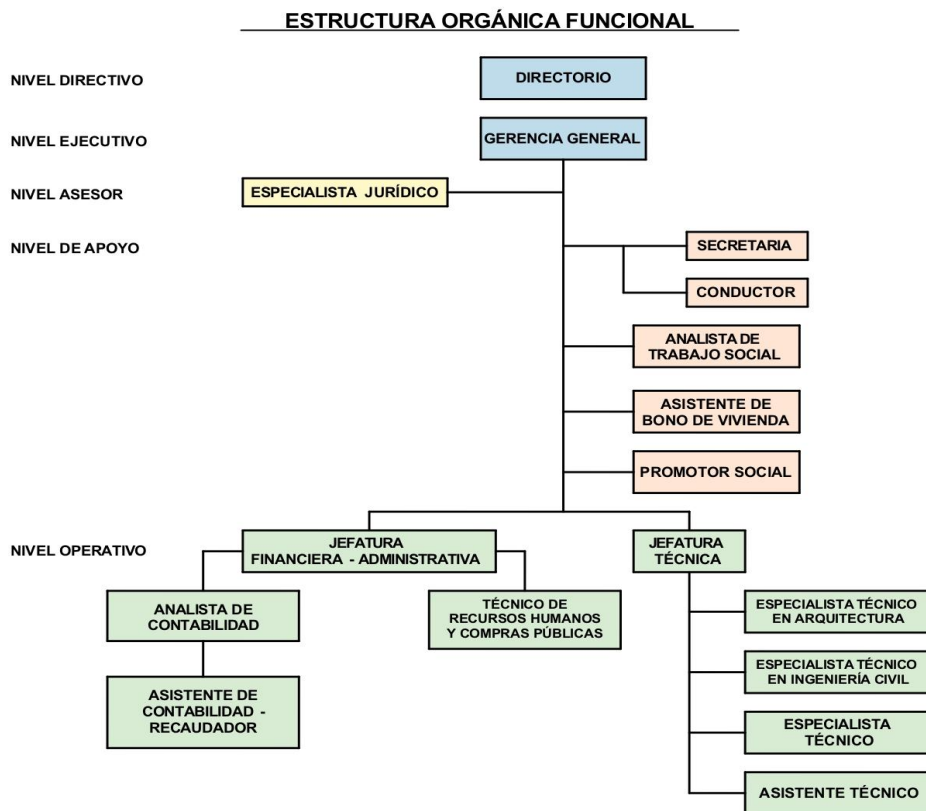 ESTRUCTURA ORGÁNICA FUNCIONAL
NIVEL DIRECTIVO
DIRECTORIO
NIVEL EJECUTIVO
GERENCIA GENERAL
NIVEL ASESOR
ESPECIALISTA JURÍDICO
NIVEL DE APOYO
SECRETARIA
CONDUCTOR
ANALISTA DE
TRABAJO SOCIAL
ASISTENTE DE
BONO DE VIVIENDA
PROMOTOR SOCIAL
NIVEL OPERATIVO
JEFATURA
FINANCIERA - ADMINISTRATIVA
JEFATURA
TÉCNICA
ANALISTA DE
CONTABILIDAD
TÉCNICO DE
RECURSOS HUMANOS
Y COMPRAS PÚBLICAS
ASISTENTE DE
CONTABILIDAD -
RECAUDADOR
ESPECIALISTA TÉCNICO
EN ARQUITECTURA
ESPECIALISTA TÉCNICO
EN INGENIERÍA CIVIL
ESPECIALISTA
TÉCNICO
ASISTENTE TÉCNICO